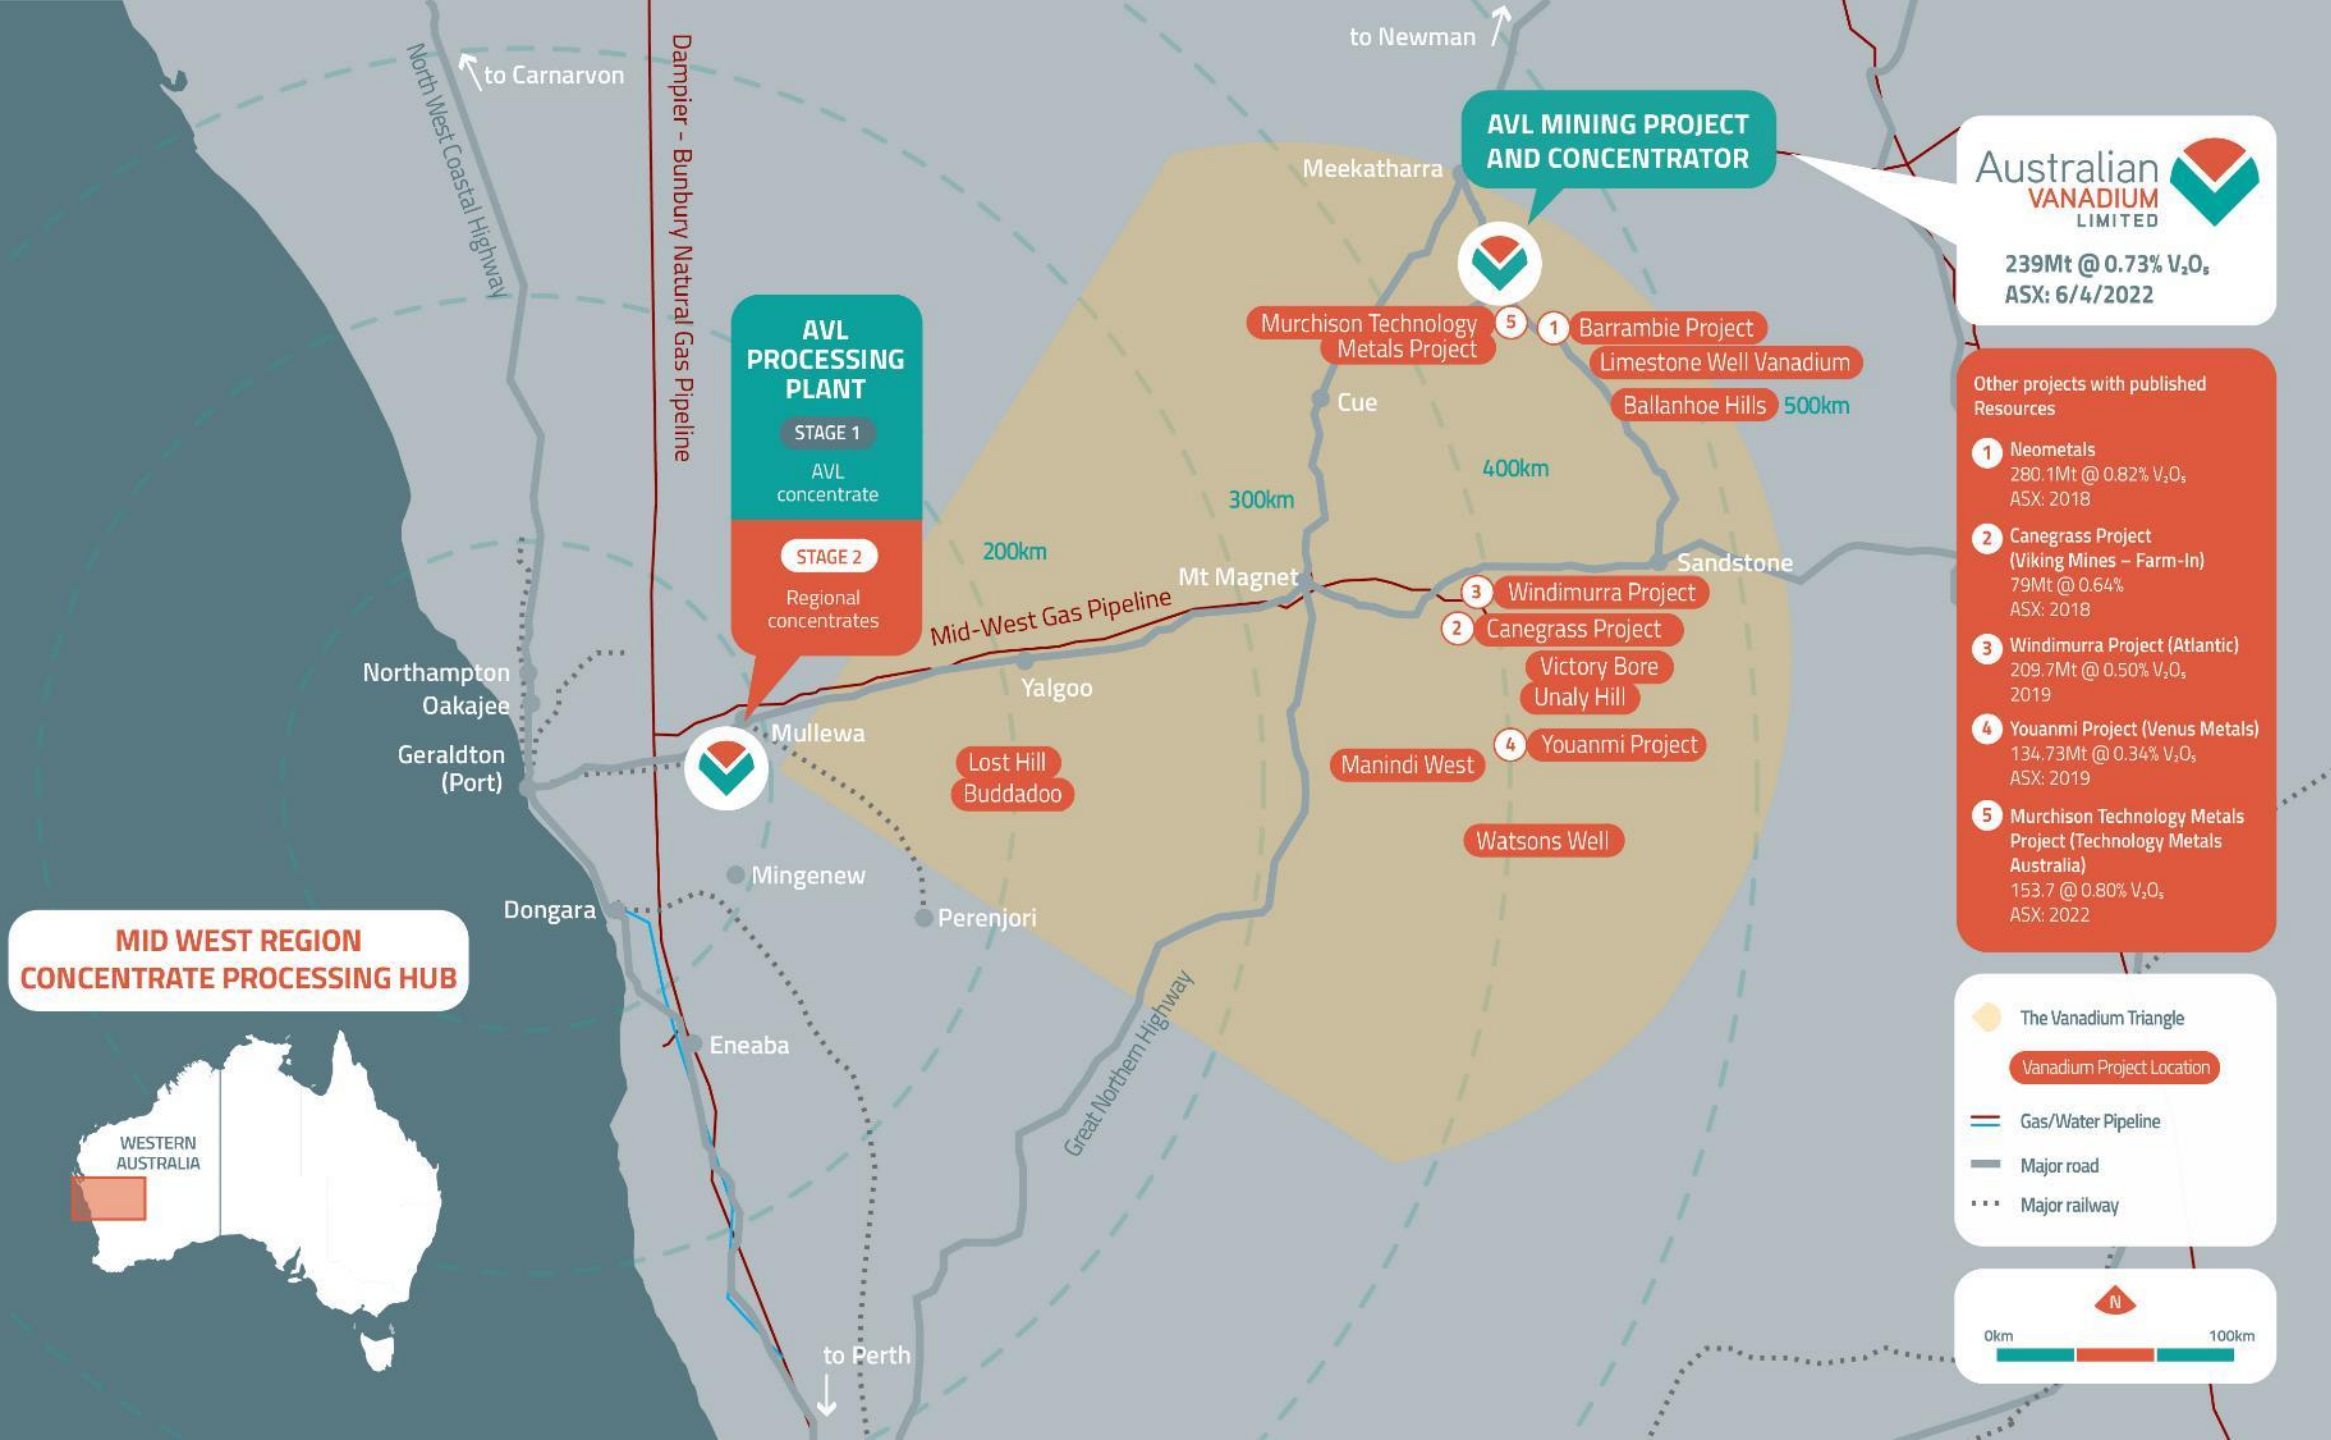 to Newman
to Carnarvon
North West Coastal Highway
Dampier - Bunbury Natural Gas Pipeline
AVL MINING PROJECT
AND CONCENTRATOR
Meekatharra
Australian
VANADIUM
LIMITED
239Mt @ 0.73% V₂O₅
ASX: 6/4/2022
AVL
PROCESSING
PLANT
STAGE 1
AVL
concentrate
STAGE 2
Regional
concentrates
Murchison Technology
Metals Project
5
1
Barrambie Project
Limestone Well Vanadium
Ballanhoe Hills
500km
Cue
400km
300km
200km
Mt Magnet
Sandstone
Mid-West Gas Pipeline
3
Windimurra Project
2
Canegrass Project
Victory Bore
Unaly Hill
Yalgoo
Northampton
Oakajee
Geraldton
(Port)
Mullewa
Lost Hill
Buddadoo
4
Youanmi Project
Manindi West
Watsons Well
Mingenew
Dongara
Perenjori
Eneaba
Great Northern Highway
to Perth
MID WEST REGION
CONCENTRATE PROCESSING HUB
WESTERN
AUSTRALIA
Other projects with published
Resources
1 Neometals
280.1Mt @ 0.82% V₂O₅
ASX: 2018
2 Canegrass Project
(Viking Mines – Farm-In)
79Mt @ 0.64%
ASX: 2018
3 Windimurra Project (Atlantic)
209.7Mt @ 0.50% V₂O₅
2019
4 Youanmi Project (Venus Metals)
134.73Mt @ 0.34% V₂O₅
ASX: 2019
5 Murchison Technology Metals
Project (Technology Metals
Australia)
153.7 @ 0.80% V₂O₅
ASX: 2022
The Vanadium Triangle
Vanadium Project Location
Gas/Water Pipeline
Major road
Major railway
N
0km
100km